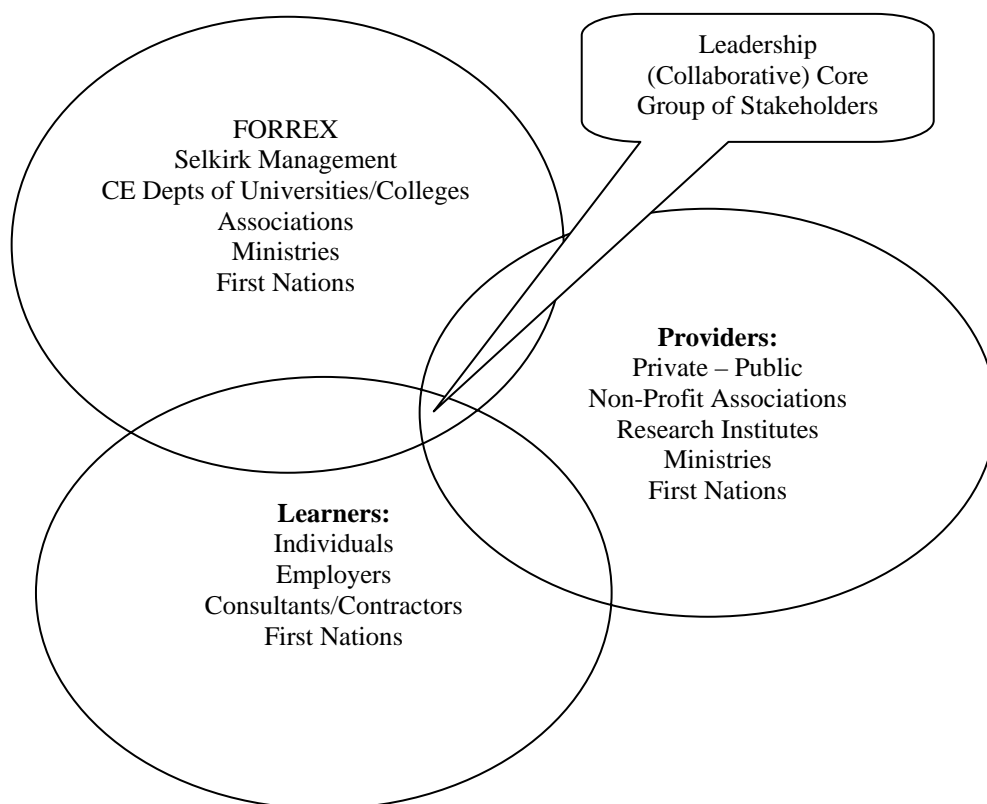 Leadership
(Collaborative) Core
Group of Stakeholders
FORREX
Selkirk Management
CE Depts of Universities/Colleges
Associations
Ministries
First Nations
Providers:
Private – Public
Non-Profit Associations
Research Institutes
Ministries
First Nations
Learners:
Individuals
Employers
Consultants/Contractors
First Nations